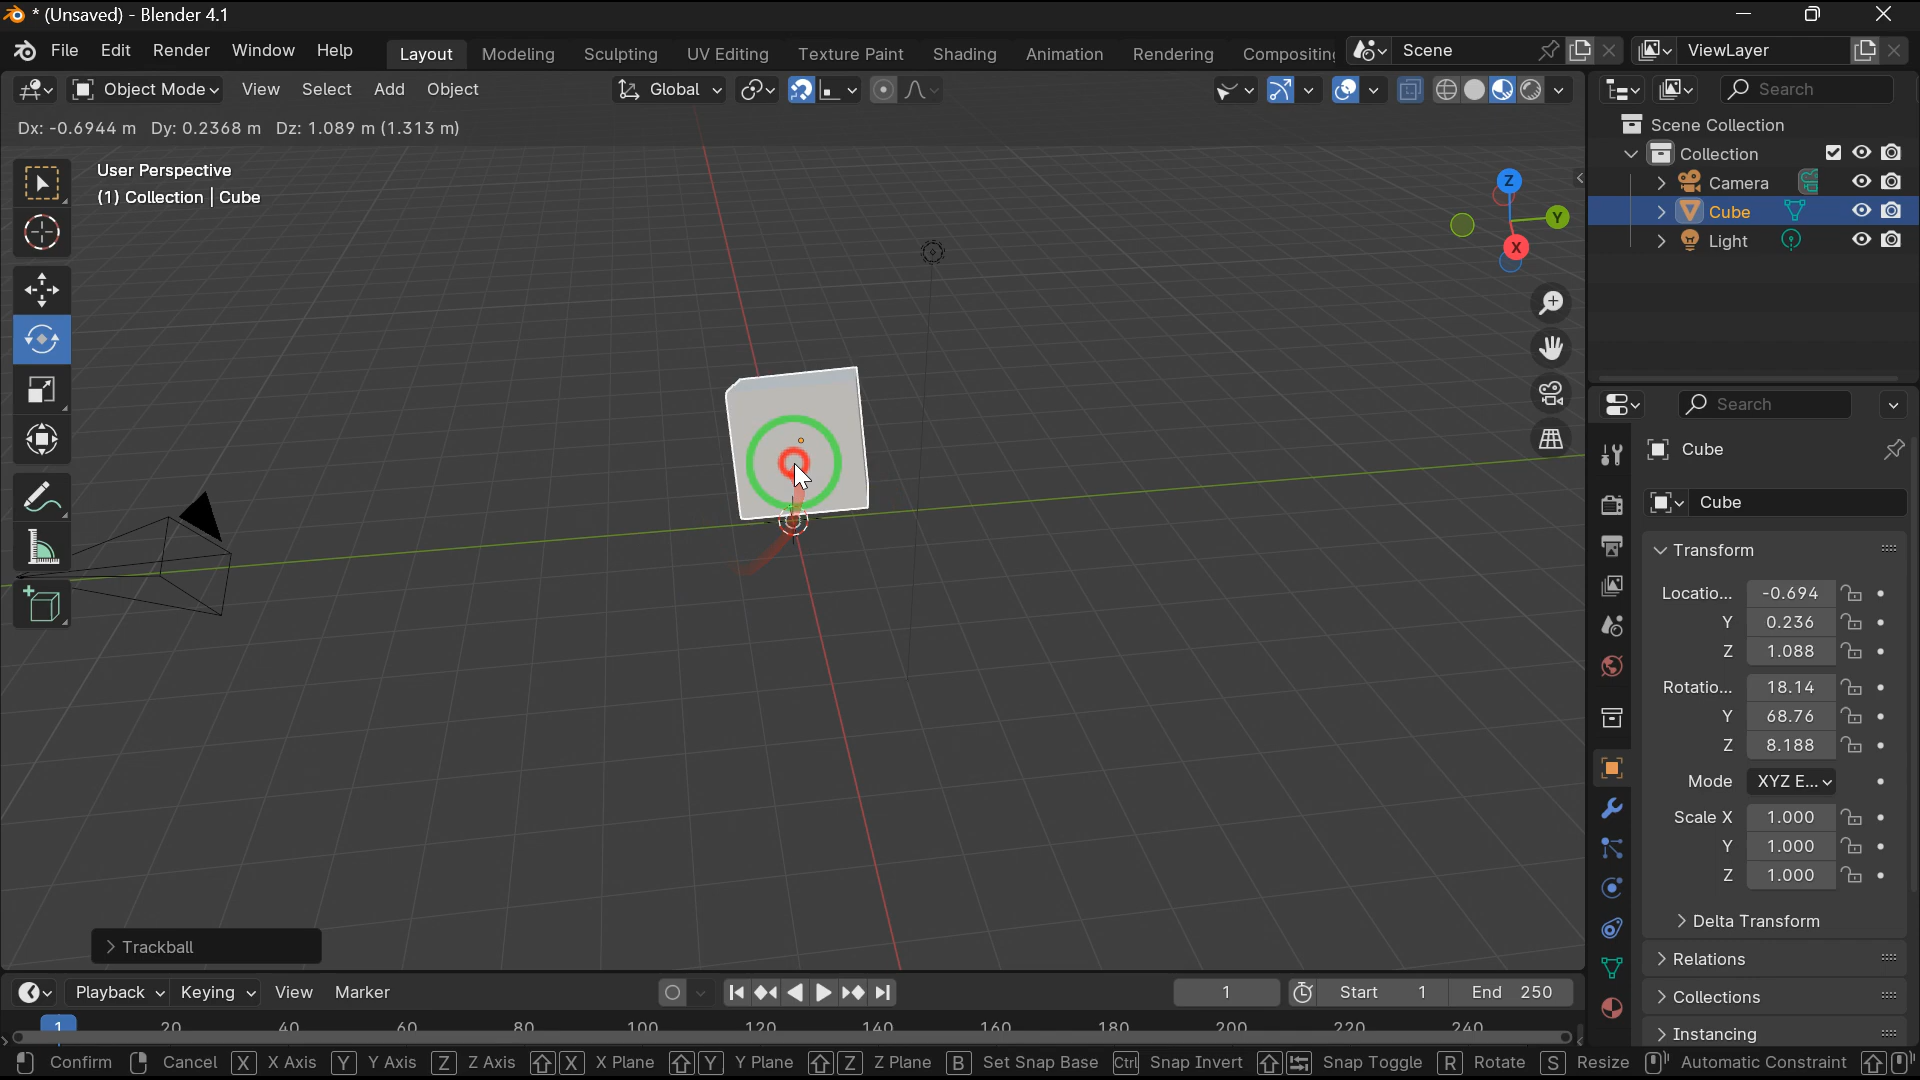 * (Unsaved) - Blender 4.1
File Edit Render Window Help Layout Modeling Sculpting UV Editing Texture Paint Shading Animation Rendering Compositing Scene ViewLayer
Object Mode View Select Add Object Global Search
Dx: -0.6944 m Dy: 0.2368 m Dz: 1.089 m (1.313 m)
User Perspective
(1) Collection | Cube
Z
Y
X
Scene Collection
Collection
Camera
Cube
Light
Search
Cube
Cube
Transform
Locatio... -0.694
Y 0.236
Z 1.088
Rotatio... 18.14
Y 68.76
Z 8.188
Mode XYZ E...
Scale X 1.000
Y 1.000
Z 1.000
Delta Transform
Relations
Collections
Instancing
Trackball
Playback Keying View Marker 1 Start 1 End 250
1 20 40 60 80 100 120 140 160 180 200 220 240
Confirm Cancel X X Axis Y Y Axis Z Z Axis X X Plane Y Y Plane Z Z Plane B Set Snap Base Ctrl Snap Invert Snap Toggle R Rotate S Resize Automatic Constraint